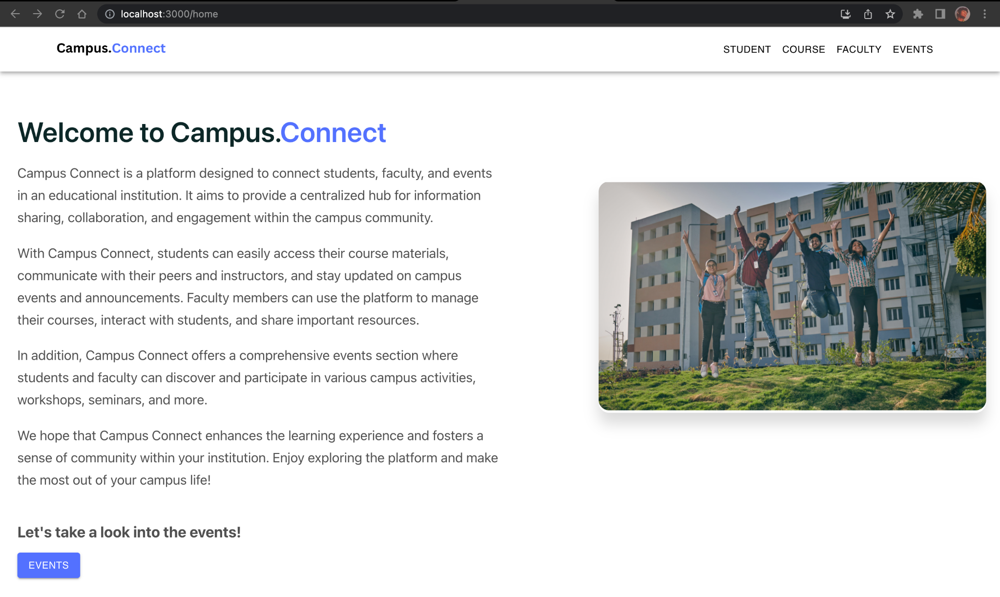 localhost:3000/home
Campus.Connect
STUDENT COURSE FACULTY EVENTS
Welcome to Campus.Connect
Campus Connect is a platform designed to connect students, faculty, and events
in an educational institution. It aims to provide a centralized hub for information
sharing, collaboration, and engagement within the campus community.
With Campus Connect, students can easily access their course materials,
communicate with their peers and instructors, and stay updated on campus
events and announcements. Faculty members can use the platform to manage
their courses, interact with students, and share important resources.
In addition, Campus Connect offers a comprehensive events section where
students and faculty can discover and participate in various campus activities,
workshops, seminars, and more.
We hope that Campus Connect enhances the learning experience and fosters a
sense of community within your institution. Enjoy exploring the platform and make
the most out of your campus life!
Let's take a look into the events!
EVENTS